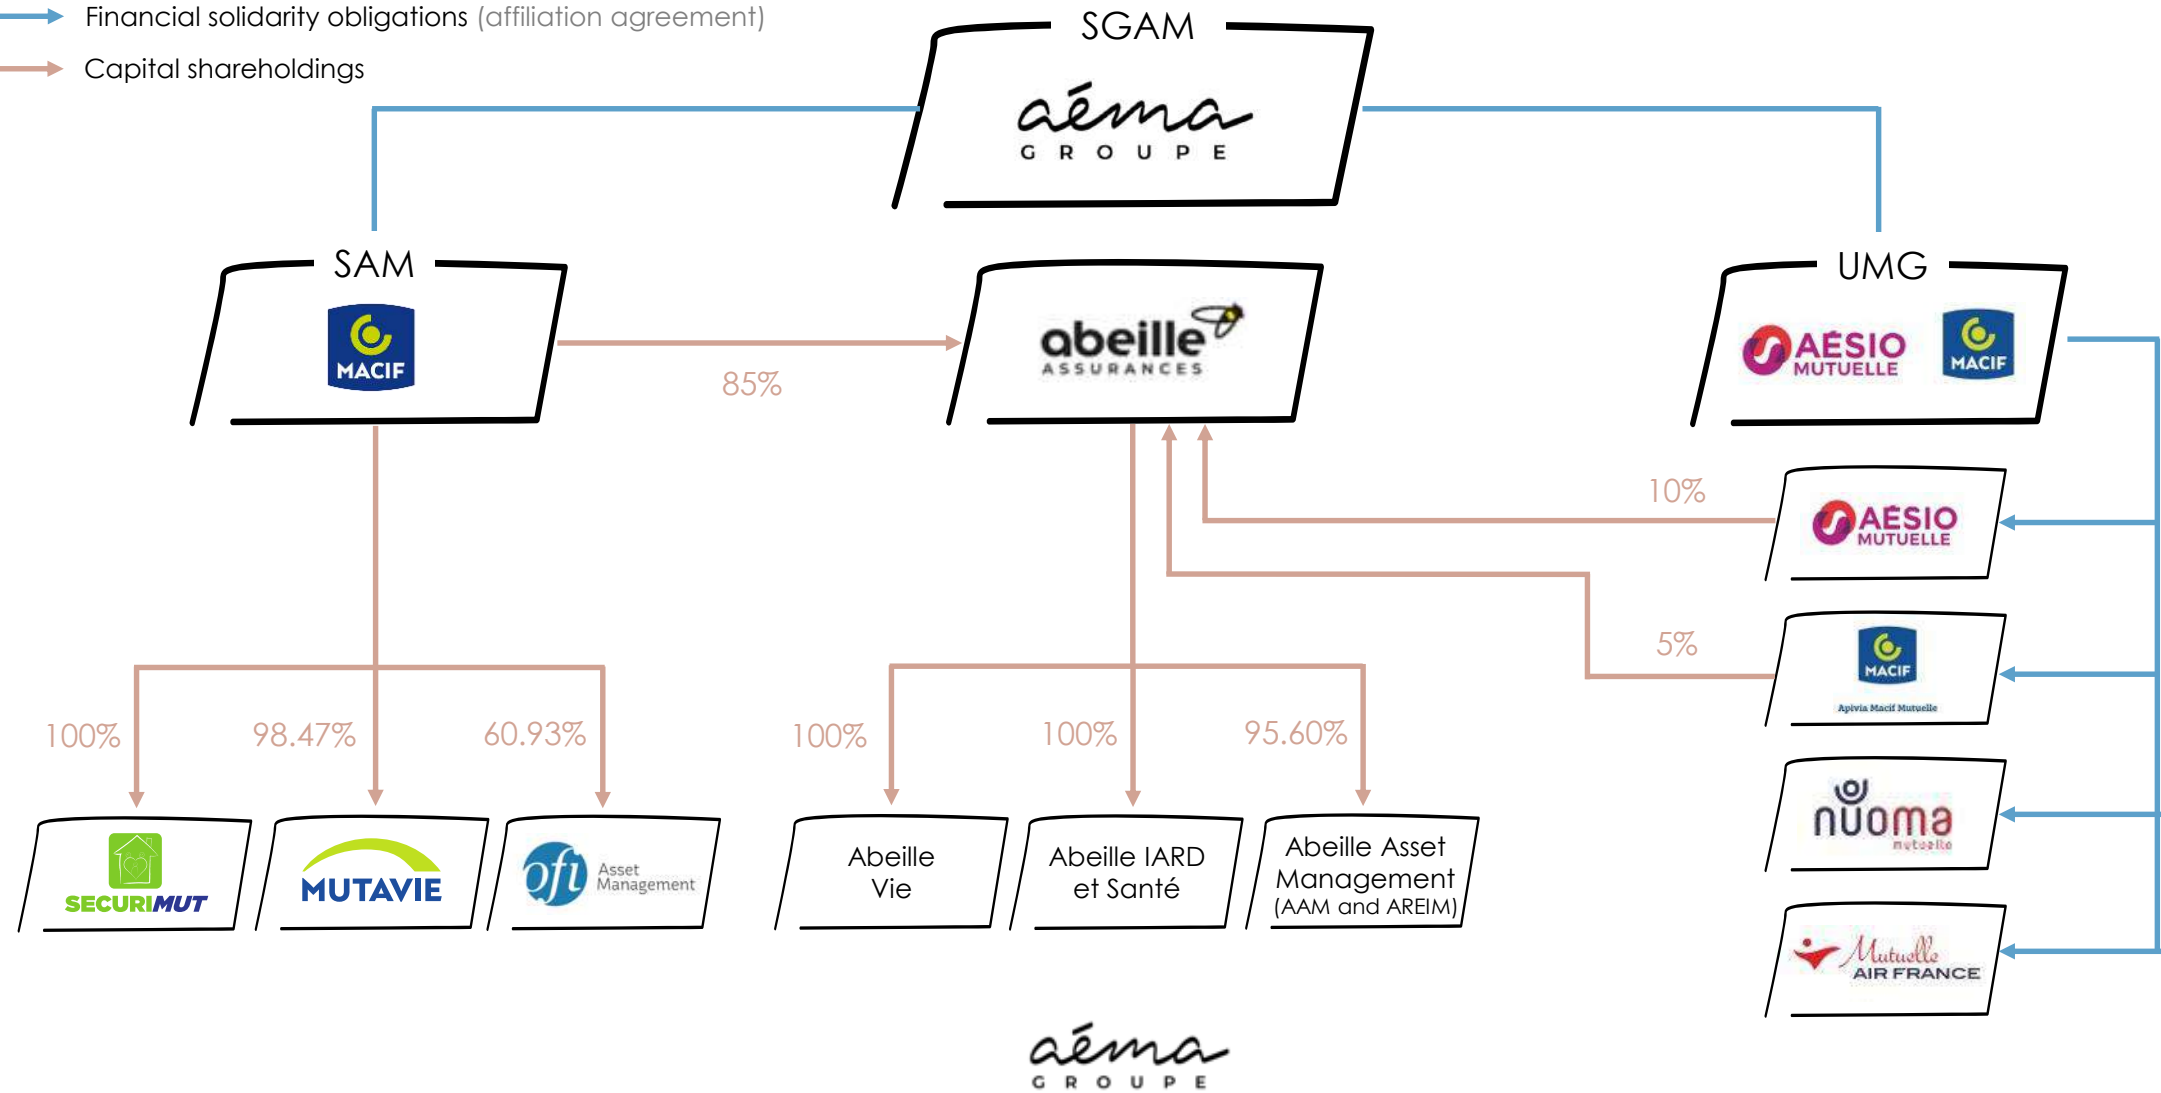 Financial solidarity obligations (affiliation agreement)
Capital shareholdings
SGAM
aéma
GROUPE
SAM
MACIF
85%
abeille
ASSURANCES
UMG
AÉSIO
MUTUELLE
MACIF
10%
AÉSIO
MUTUELLE
5%
MACIF
Apivia Macif Mutuelle
nuoma
mutuelle
Mutuelle
AIR FRANCE
100%
98.47%
60.93%
100%
100%
95.60%
SECURIMUT
MUTAVIE
ofi Asset
Management
Abeille
Vie
Abeille IARD
et Santé
Abeille Asset
Management
(AAM and AREIM)
aéma
GROUPE